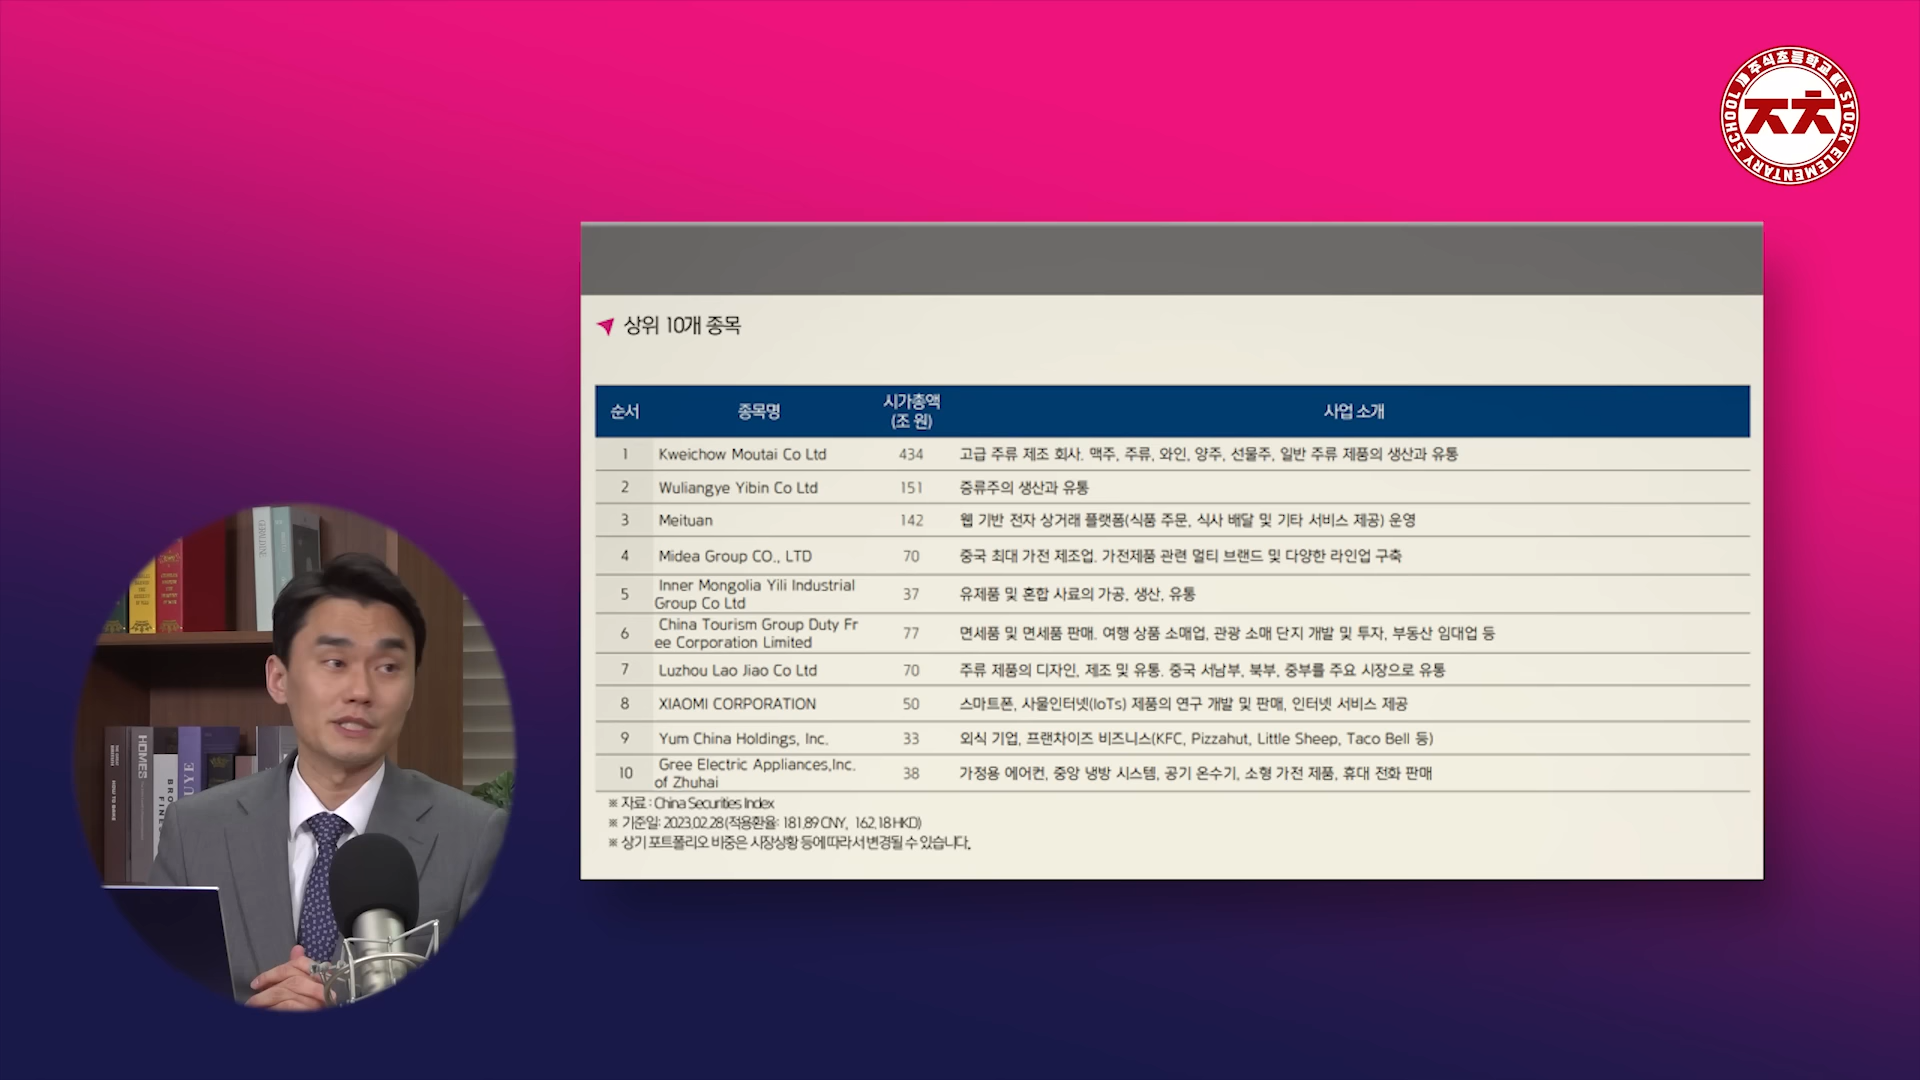 주식초등학교
STOCK ELEMENTARY SCHOOL
주초
상위 10개 종목
순서 종목명 시가총액 (조 원) 사업 소개
1 Kweichow Moutai Co Ltd 434 고급 주류 제조 회사. 맥주, 주류, 와인, 양주, 선물주, 일반 주류 제품의 생산과 유통
2 Wuliangye Yibin Co Ltd 151 증류주의 생산과 유통
3 Meituan 142 웹 기반 전자 상거래 플랫폼(식품 주문, 식사 배달 및 기타 서비스 제공) 운영
4 Midea Group CO., LTD 70 중국 최대 가전 제조업. 가전제품 관련 멀티 브랜드 및 다양한 라인업 구축
5 Inner Mongolia Yili Industrial Group Co Ltd 37 유제품 및 혼합 사료의 가공, 생산, 유통
6 China Tourism Group Duty Fr ee Corporation Limited 77 면세품 및 면세품 판매. 여행 상품 소매업, 관광 소매 단지 개발 및 투자, 부동산 임대업 등
7 Luzhou Lao Jiao Co Ltd 70 주류 제품의 디자인, 제조 및 유통. 중국 서남부, 북부, 중부를 주요 시장으로 유통
8 XIAOMI CORPORATION 50 스마트폰, 사물인터넷(IoTs) 제품의 연구 개발 및 판매, 인터넷 서비스 제공
9 Yum China Holdings, Inc. 33 외식 기업, 프랜차이즈 비즈니스(KFC, Pizzahut, Little Sheep, Taco Bell 등)
10 Gree Electric Appliances,Inc. of Zhuhai 38 가정용 에어컨, 중앙 냉방 시스템, 공기 온수기, 소형 가전 제품, 휴대 전화 판매
※ 자료 : China Securities Index
※ 기준일: 2023.02.28 (적용환율: 181.89 CNY, 162.18 HKD)
※ 상기 포트폴리오 비중은 시장상황 등에 따라서 변경될 수 있습니다.
HOMES